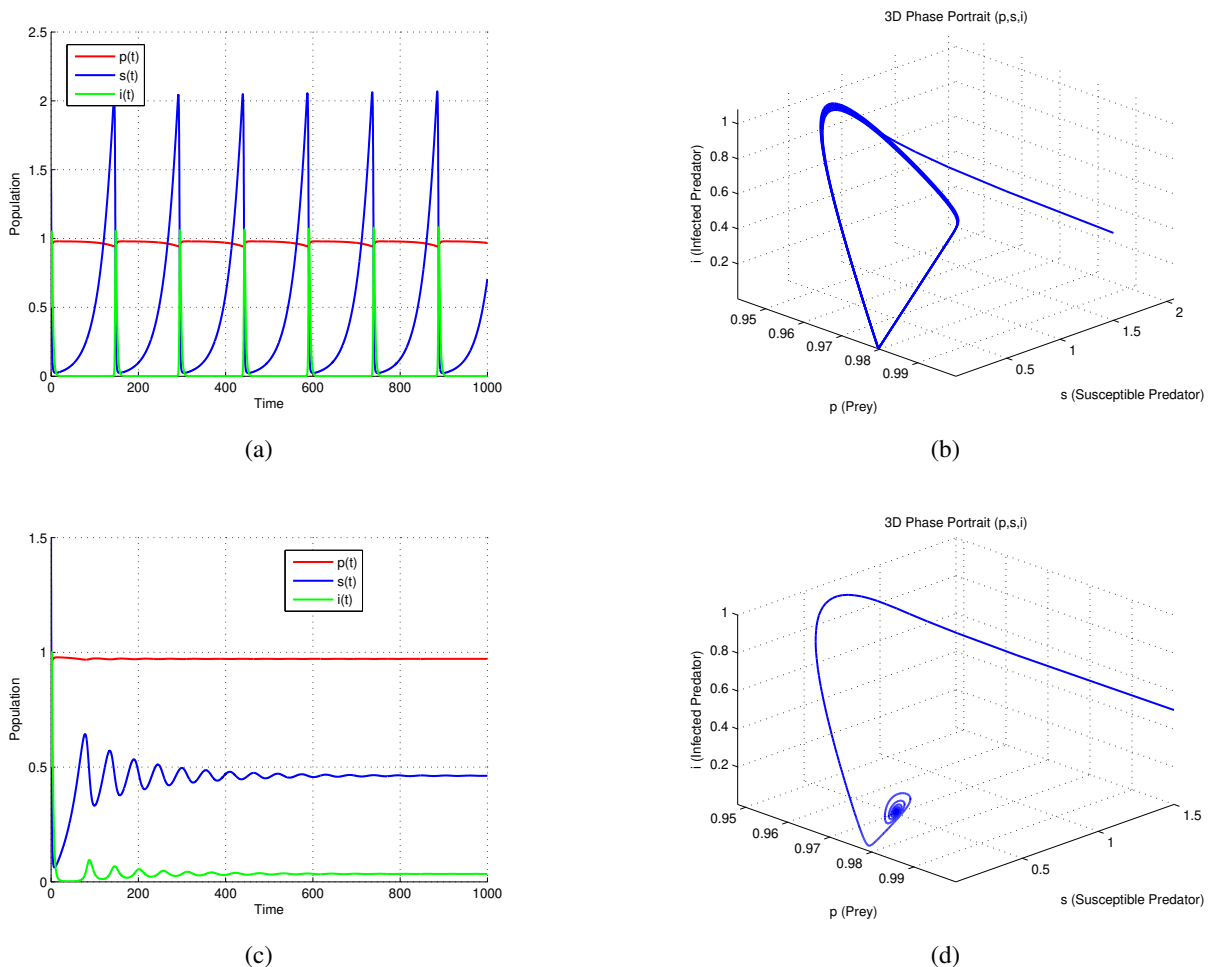 2.5
2
1.5
1
0.5
0
0 200 400 600 800 1000
Population
Time
p(t)
s(t)
i(t)
(a)
3D Phase Portrait (p,s,i)
1
0.8
0.6
0.4
0.2
i (Infected Predator)
0.95
0.96
0.97
0.98
0.99
p (Prey)
0.5
1
1.5
2
s (Susceptible Predator)
(b)
1.5
1
0.5
0
0 200 400 600 800 1000
Population
Time
p(t)
s(t)
i(t)
(c)
3D Phase Portrait (p,s,i)
1
0.8
0.6
0.4
0.2
i (Infected Predator)
0.95
0.96
0.97
0.98
0.99
p (Prey)
0.5
1
1.5
s (Susceptible Predator)
(d)